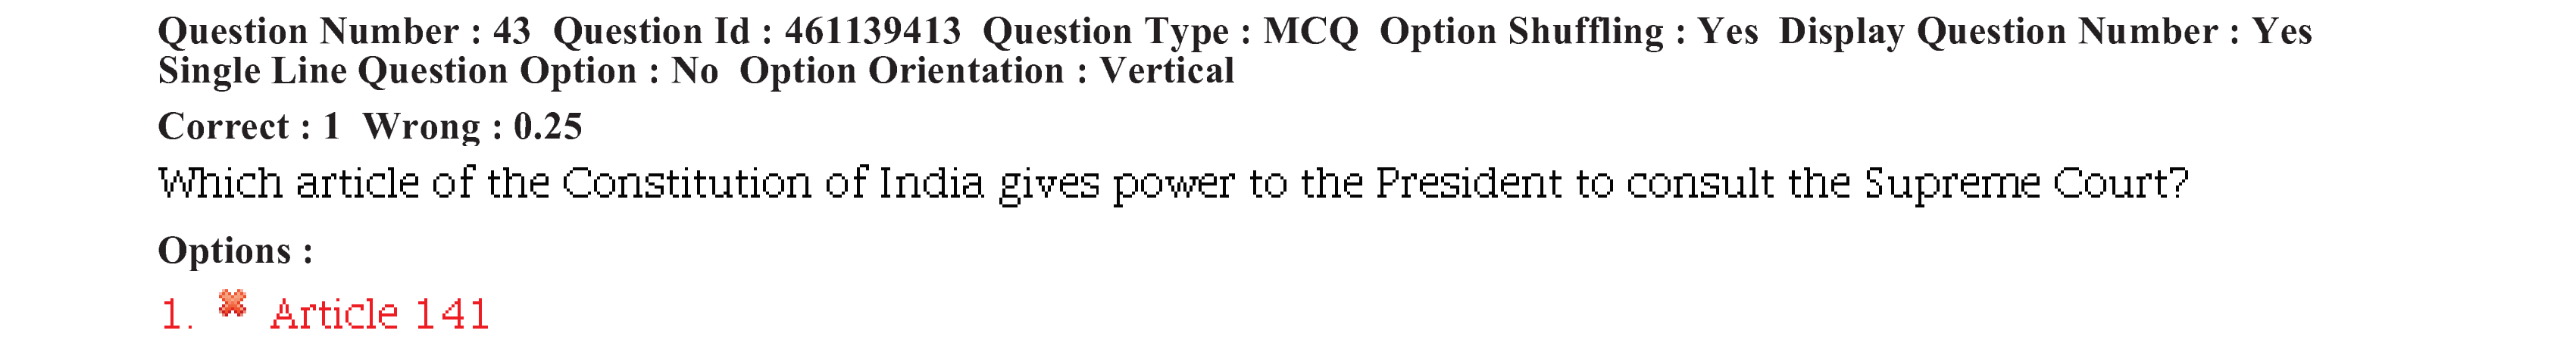 Question Number : 43 Question Id : 461139413 Question Type : MCQ Option Shuffling : Yes Display Question Number : Yes
Single Line Question Option : No Option Orientation : Vertical
Correct : 1 Wrong : 0.25
Which article of the Constitution of India gives power to the President to consult the Supreme Court?
Options :
1. ✖ Article 141